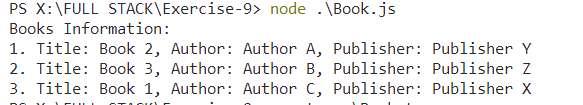 PS X:\FULL STACK\Exercise-9> node .\Book.js
Books Information:
1. Title: Book 2, Author: Author A, Publisher: Publisher Y
2. Title: Book 3, Author: Author B, Publisher: Publisher Z
3. Title: Book 1, Author: Author C, Publisher: Publisher X